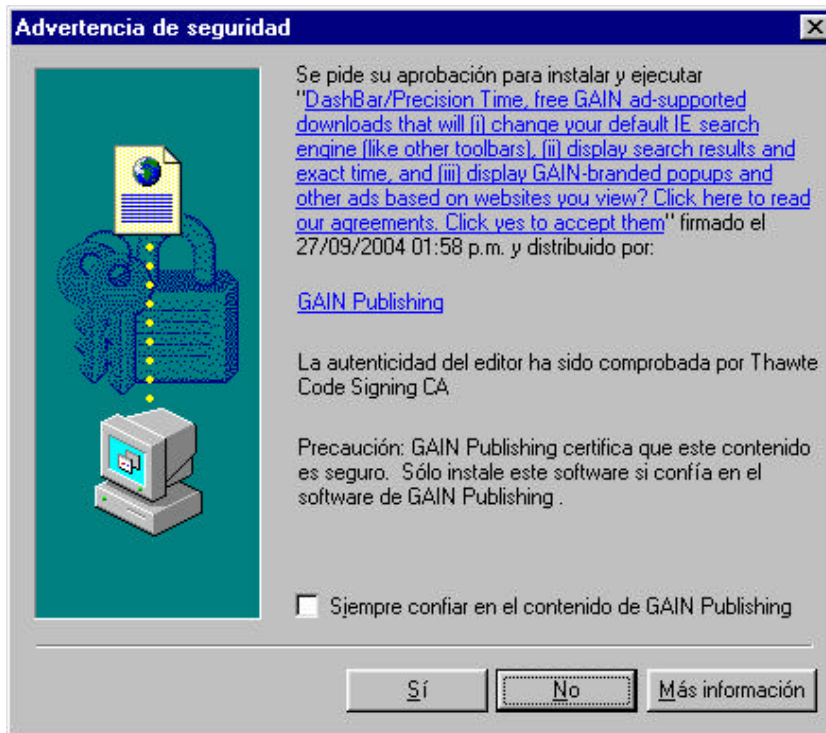 Advertencia de seguridad
Se pide su aprobación para instalar y ejecutar
"DashBar/Precision Time, free GAIN ad-supported
downloads that will (i) change your default IE search
engine (like other toolbars), (ii) display search results and
exact time, and (iii) display GAIN-branded popups and
other ads based on websites you view? Click here to read
our agreements. Click yes to accept them" firmado el
27/09/2004 01:58 p.m. y distribuido por:
GAIN Publishing
La autenticidad del editor ha sido comprobada por Thawte
Code Signing CA
Precaución: GAIN Publishing certifica que este contenido
es seguro. Sólo instale este software si confía en el
software de GAIN Publishing .
Siempre confiar en el contenido de GAIN Publishing
Sí
No
Más información